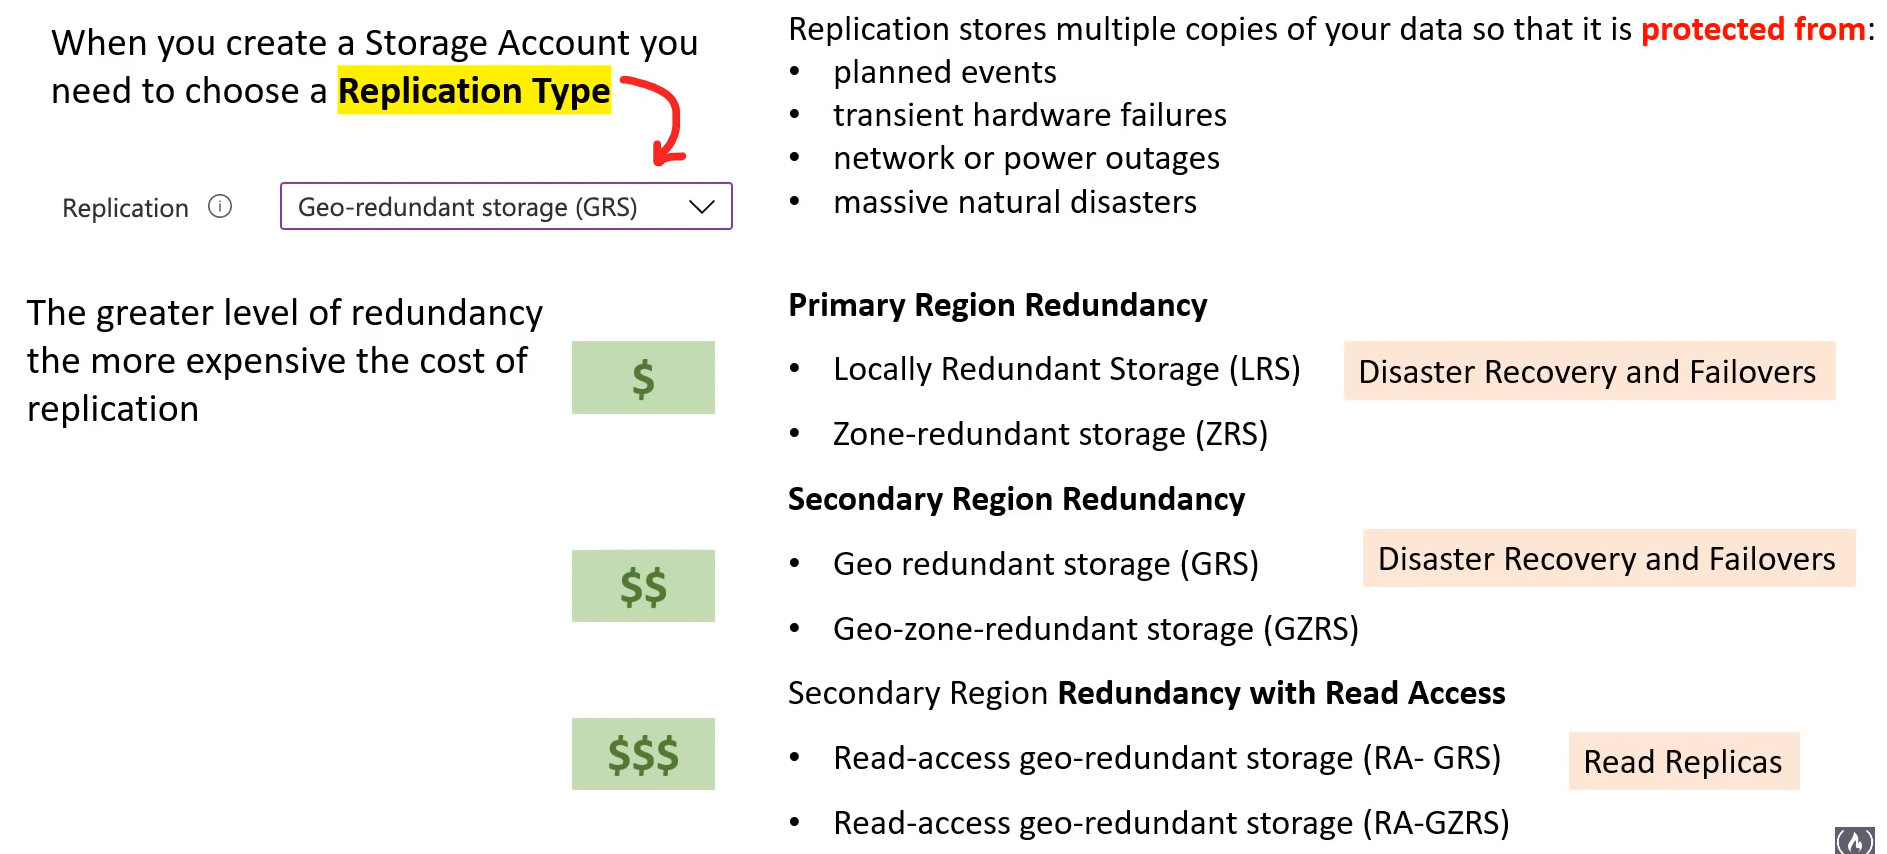 When you create a Storage Account you
need to choose a Replication Type
Replication
Geo-redundant storage (GRS)
The greater level of redundancy
the more expensive the cost of
replication
Replication stores multiple copies of your data so that it is protected from:
• planned events
• transient hardware failures
• network or power outages
• massive natural disasters
Primary Region Redundancy
$
• Locally Redundant Storage (LRS)
Disaster Recovery and Failovers
• Zone-redundant storage (ZRS)
Secondary Region Redundancy
$$
• Geo redundant storage (GRS)
Disaster Recovery and Failovers
• Geo-zone-redundant storage (GZRS)
Secondary Region Redundancy with Read Access
$$$
• Read-access geo-redundant storage (RA- GRS)
Read Replicas
• Read-access geo-redundant storage (RA-GZRS)